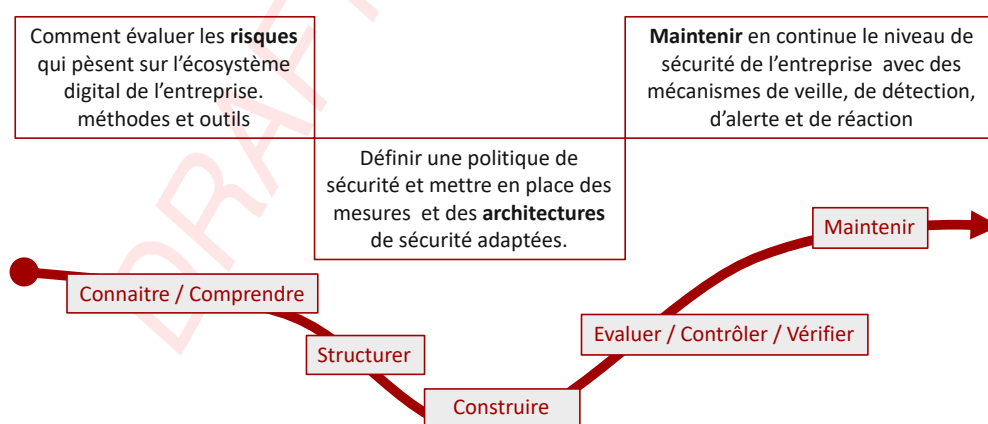 Comment évaluer les risques
qui pèsent sur l'écosystème
digital de l'entreprise.
méthodes et outils
Maintenir en continue le niveau de
sécurité de l'entreprise avec des
mécanismes de veille, de détection,
d'alerte et de réaction
Définir une politique de
sécurité et mettre en place des
mesures et des architectures
de sécurité adaptées.
Maintenir
Connaitre / Comprendre
Evaluer / Contrôler / Vérifier
Structurer
Construire
DRAFT